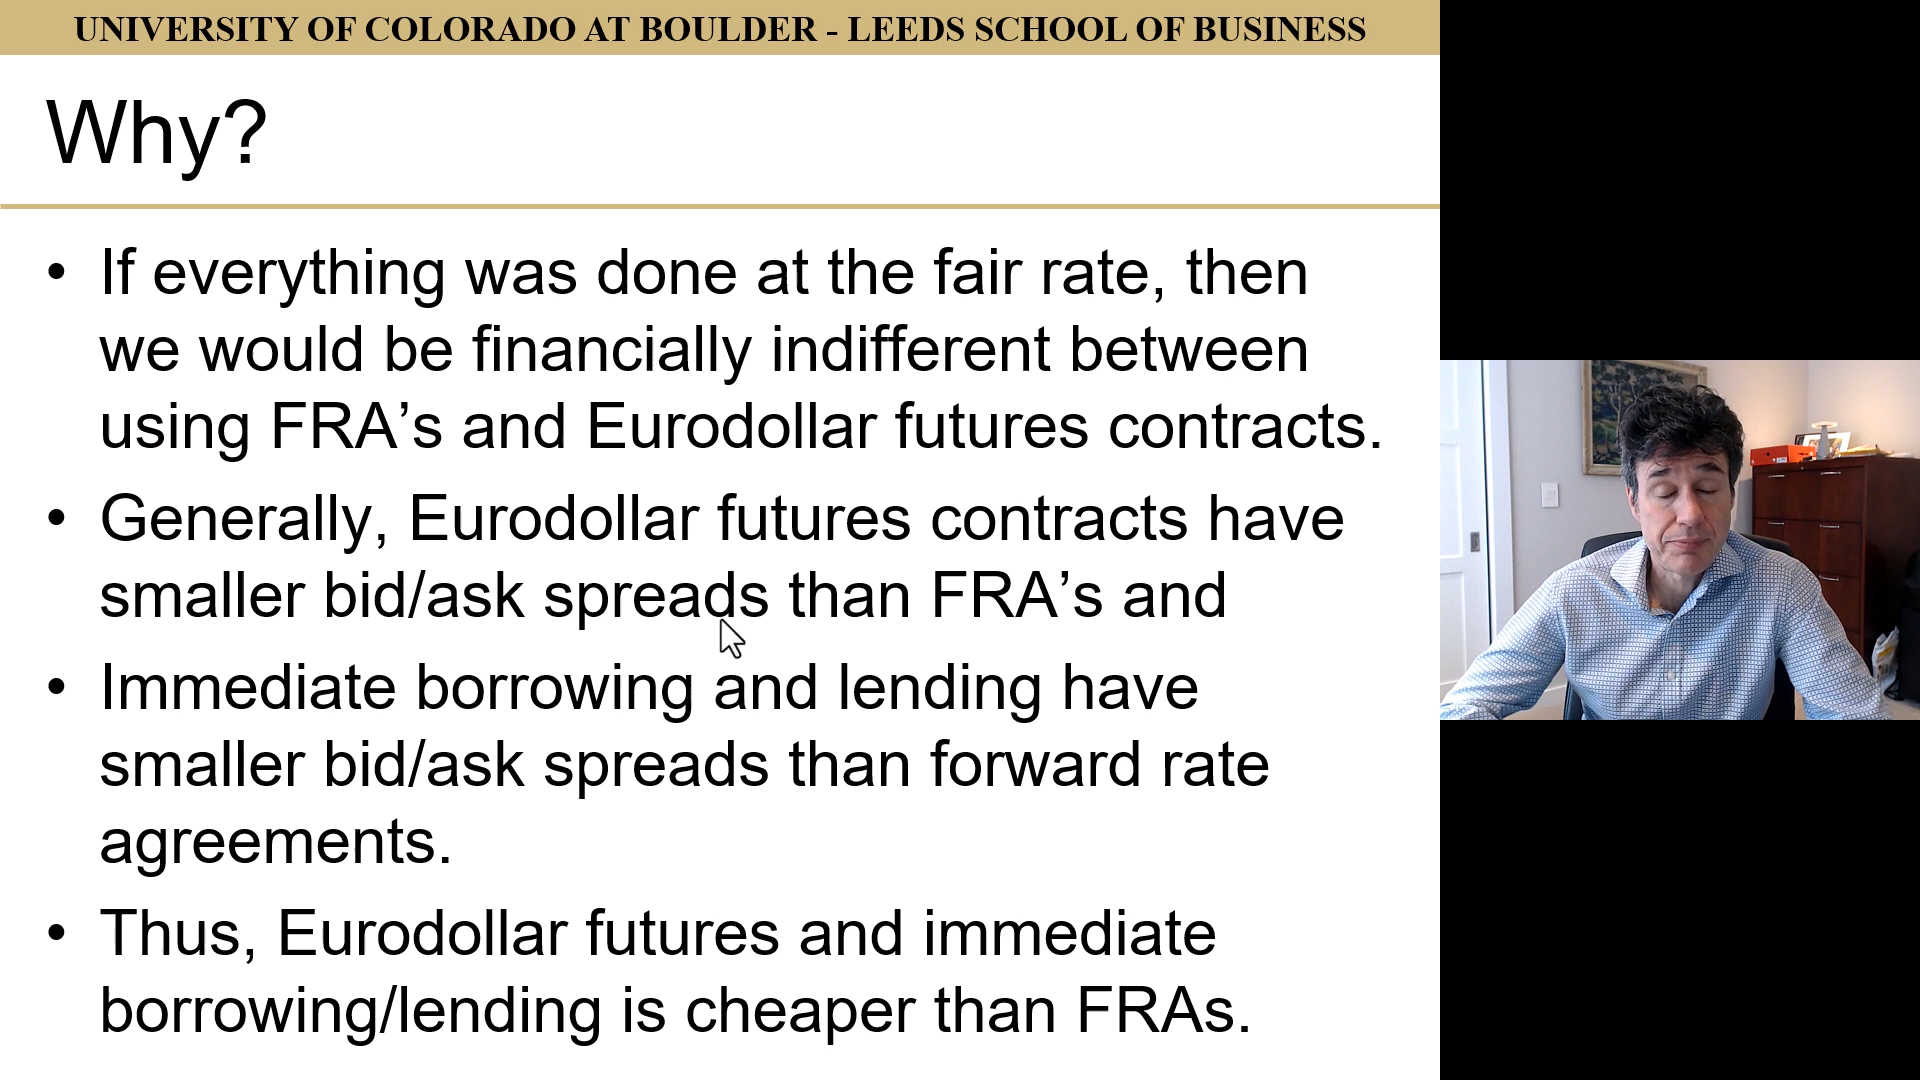 UNIVERSITY OF COLORADO AT BOULDER - LEEDS SCHOOL OF BUSINESS
Why?
• If everything was done at the fair rate, then
we would be financially indifferent between
using FRA’s and Eurodollar futures contracts.
• Generally, Eurodollar futures contracts have
smaller bid/ask spreads than FRA’s and
• Immediate borrowing and lending have
smaller bid/ask spreads than forward rate
agreements.
• Thus, Eurodollar futures and immediate
borrowing/lending is cheaper than FRAs.